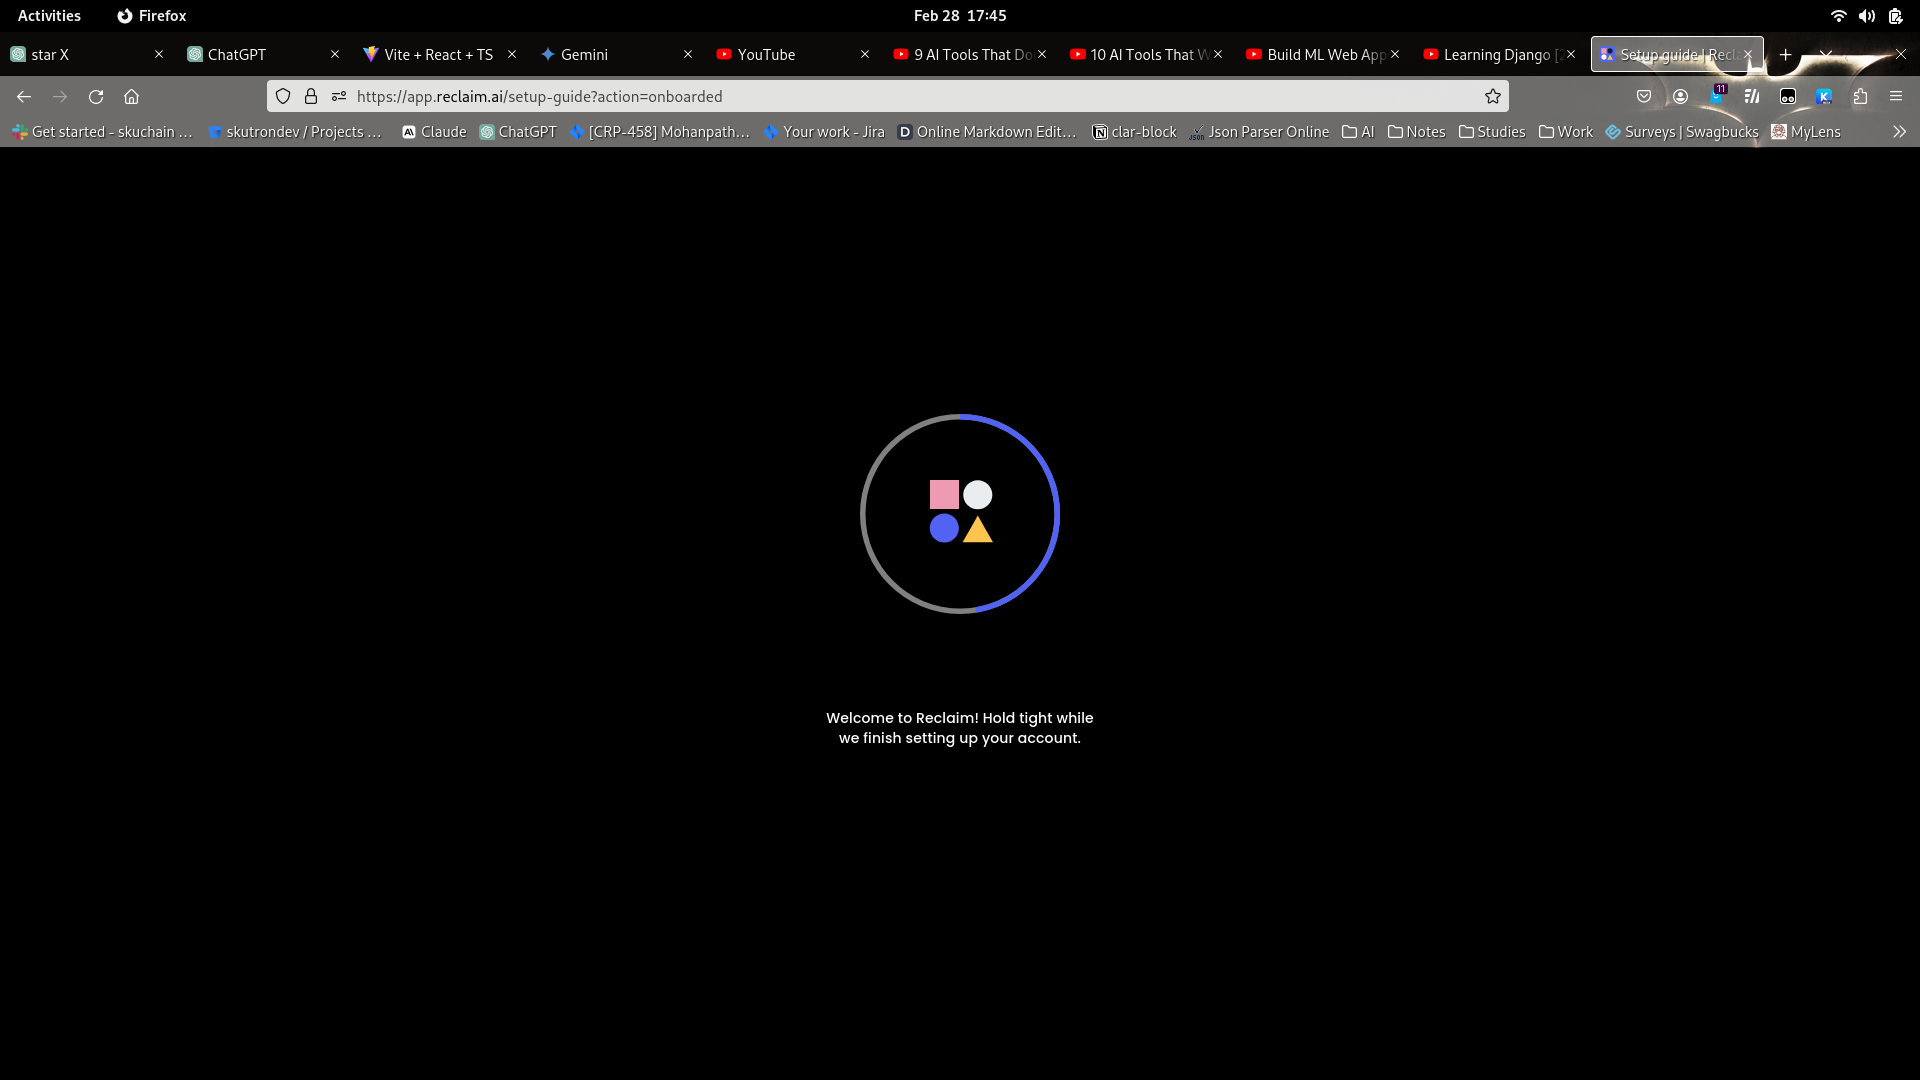 Activities Firefox Feb 28 17:45
star X ChatGPT Vite + React + TS Gemini YouTube 9 AI Tools That Do 10 AI Tools That W Build ML Web App Learning Django [2 Setup guide | Recl
https://app.reclaim.ai/setup-guide?action=onboarded 11
Get started - skuchain … skutrondev / Projects … Claude ChatGPT [CRP-458] Mohanpath… Your work - Jira Online Markdown Edit… clar-block Json Parser Online AI Notes Studies Work Surveys | Swagbucks MyLens
Welcome to Reclaim! Hold tight while
we finish setting up your account.